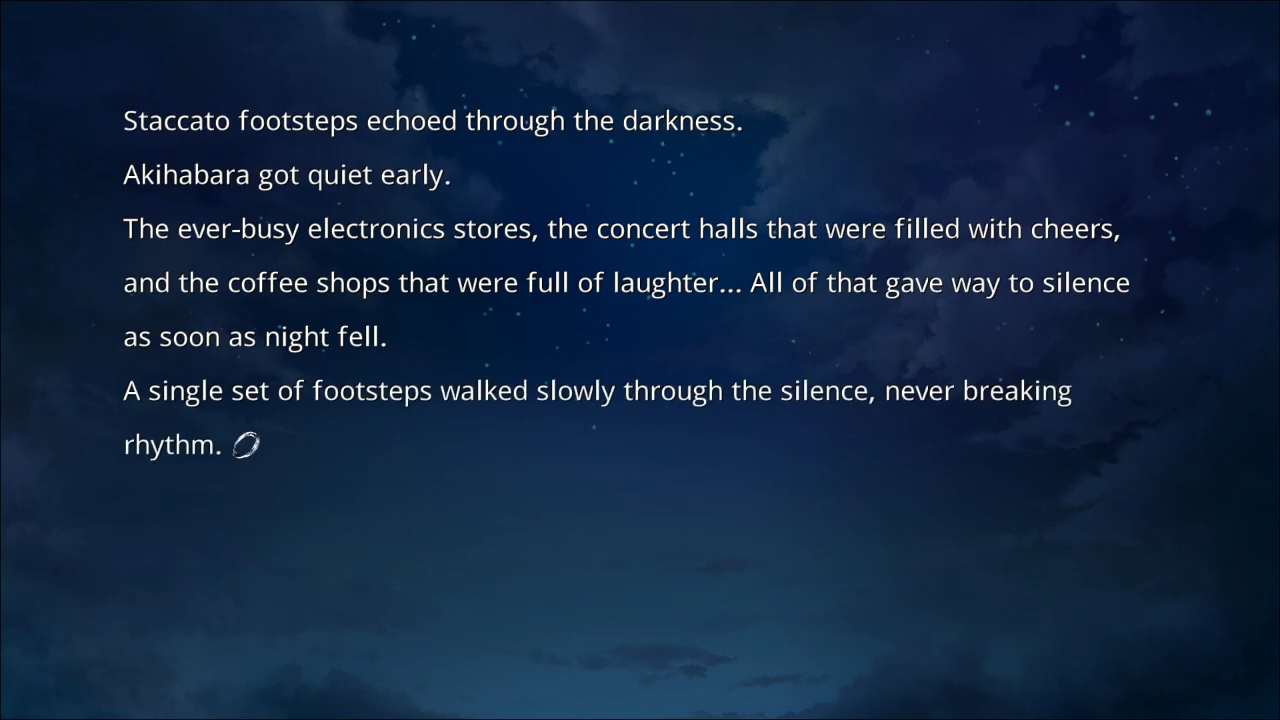 Staccato footsteps echoed through the darkness.
Akihabara got quiet early.
The ever-busy electronics stores, the concert halls that were filled with cheers,
and the coffee shops that were full of laughter... All of that gave way to silence
as soon as night fell.
A single set of footsteps walked slowly through the silence, never breaking
rhythm.